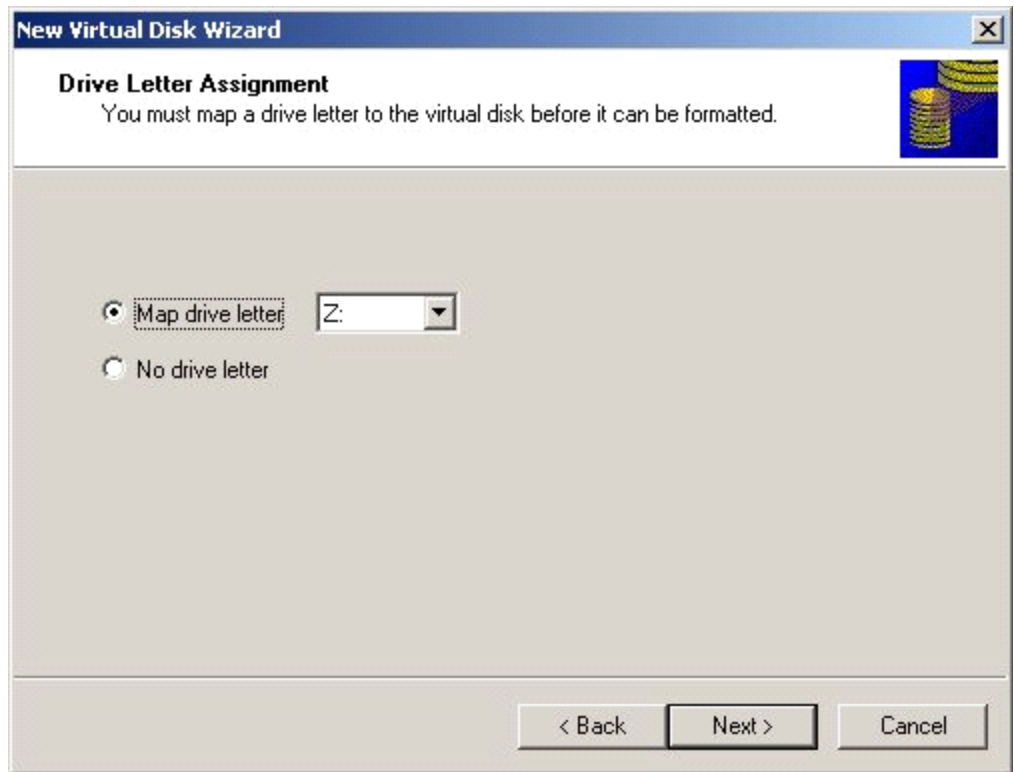 New Virtual Disk Wizard
Drive Letter Assignment
You must map a drive letter to the virtual disk before it can be formatted.
Map drive letter Z:
No drive letter
< Back Next > Cancel